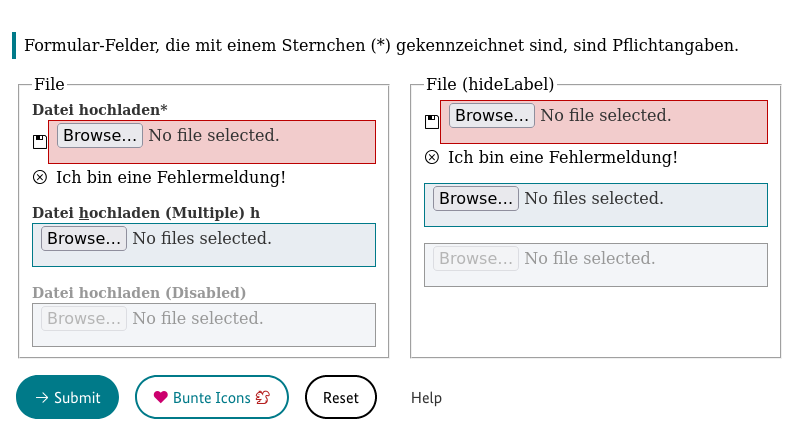 Formular-Felder, die mit einem Sternchen (*) gekennzeichnet sind, sind Pflichtangaben.
File
Datei hochladen*
Browse... No file selected.
Ich bin eine Fehlermeldung!
Datei hochladen (Multiple) h
Browse... No files selected.
Datei hochladen (Disabled)
Browse... No file selected.
File (hideLabel)
Browse... No file selected.
Ich bin eine Fehlermeldung!
Browse... No files selected.
Browse... No file selected.
→ Submit
Bunte Icons
Reset
Help